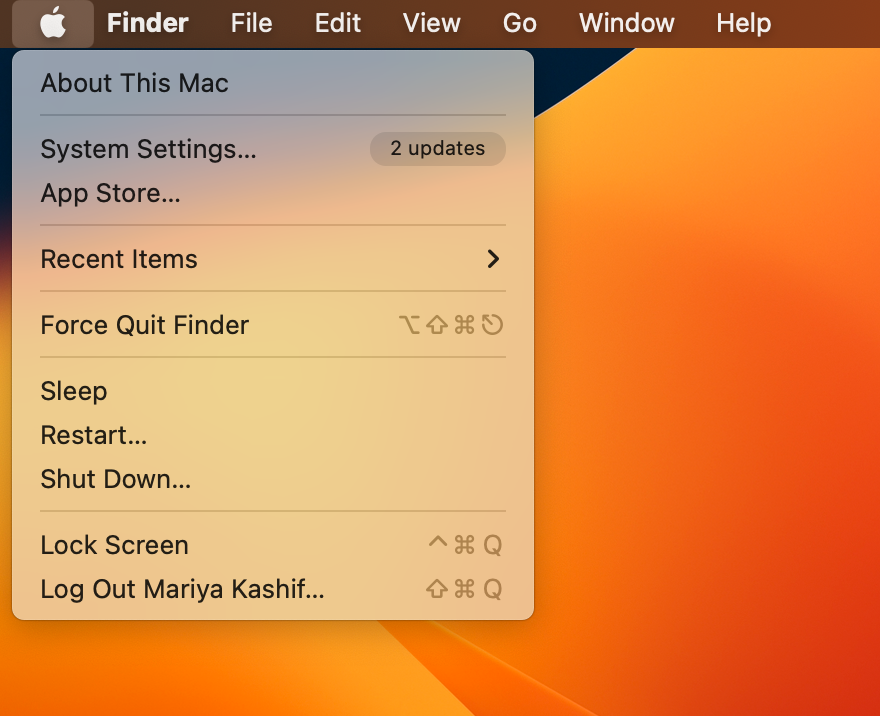 Finder File Edit View Go Window Help
About This Mac
System Settings... 2 updates
App Store...
Recent Items
Force Quit Finder ⌥⇧⌘⎋
Sleep
Restart...
Shut Down...
Lock Screen ^⌘Q
Log Out Mariya Kashif... ⇧⌘Q